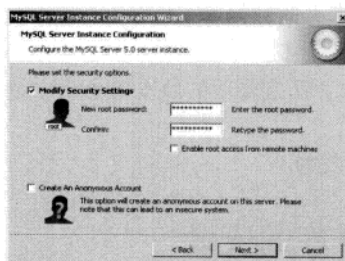 MySQL Server Instance Configuration Wizard
MySQL Server Instance Configuration
Configure the MySQL Server 5.0 server instance.
Please set the security options.
Modify Security Settings
New root password: ********** Enter the root password.
Confirm: ********** Retype the password.
root
Enable root access from remote machines
Create An Anonymous Account
This option will create an anonymous account on this server. Please
note that this can lead to an insecure system.
< Back Next > Cancel